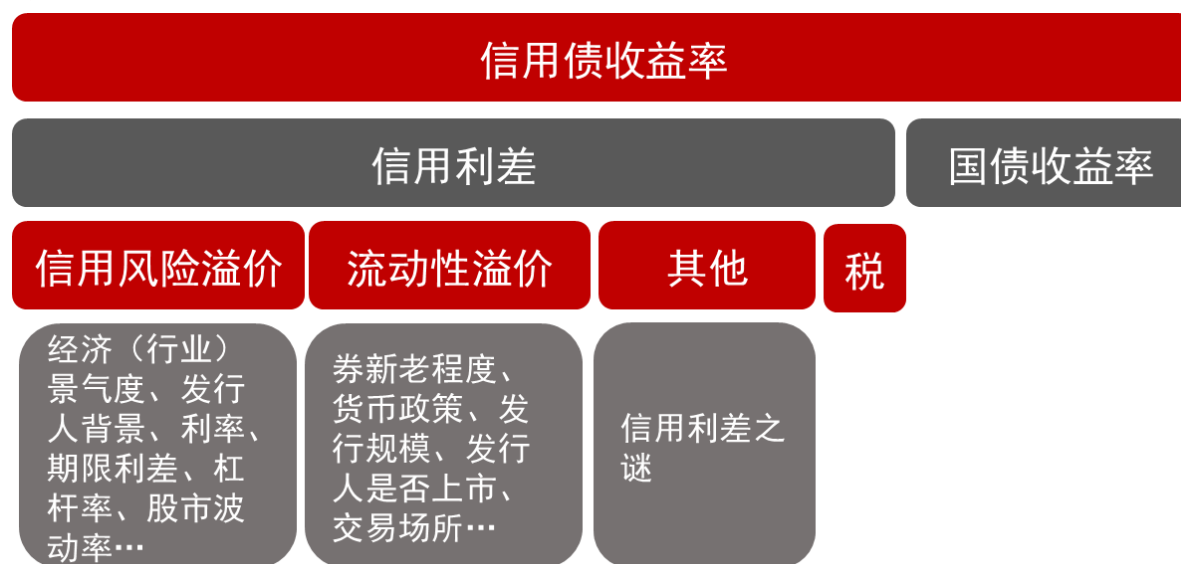 信用债收益率
信用利差
国债收益率
信用风险溢价
流动性溢价
其他
税
经济（行业）
景气度、发行
人背景、利率、
期限利差、杠
杆率、股市波
动率…
券新老程度、
货币政策、发
行规模、发行
人是否上市、
交易场所…
信用利差之
谜